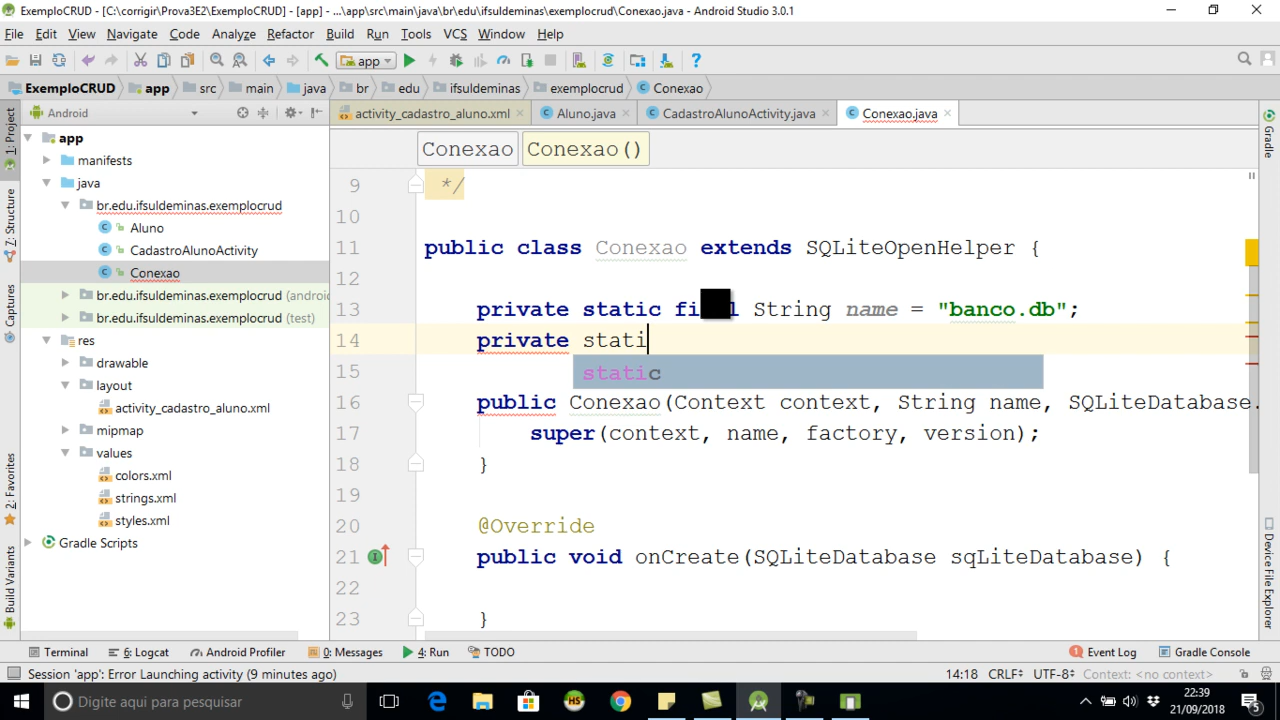 ExemploCRUD - [C:\corrigir\Prova3E2\ExemploCRUD] - [app] - ...\app\src\main\java\br\edu\ifsuldeminas\exemplocrud\Conexao.java - Android Studio 3.0.1
File Edit View Navigate Code Analyze Refactor Build Run Tools VCS Window Help
app
ExemploCRUD app src main java br edu ifsuldeminas exemplocrud Conexao
Android
activity_cadastro_aluno.xml Aluno.java CadastroAlunoActivity.java Conexao.java
Conexao Conexao()
1: Project
Z: Structure
Captures
2: Favorites
Build Variants
app
manifests
java
br.edu.ifsuldeminas.exemplocrud
Aluno
CadastroAlunoActivity
Conexao
br.edu.ifsuldeminas.exemplocrud (androi
br.edu.ifsuldeminas.exemplocrud (test)
res
drawable
layout
activity_cadastro_aluno.xml
mipmap
values
colors.xml
strings.xml
styles.xml
Gradle Scripts
9 */
10
11 public class Conexao extends SQLiteOpenHelper {
12
13 private static fi l String name = "banco.db";
14 private stati
static
15
16 public Conexao(Context context, String name, SQLiteDatabase.
17 super(context, name, factory, version);
18 }
19
20 @Override
21 public void onCreate(SQLiteDatabase sqLiteDatabase) {
22
23 }
Gradle
Device File Explorer
Terminal 6: Logcat Android Profiler 0: Messages 4: Run TODO Event Log Gradle Console
Session 'app': Error Launching activity (9 minutes ago) 14:18 CRLF UTF-8 Context: <no context>
Digite aqui para pesquisar
22:39
21/09/2018
5